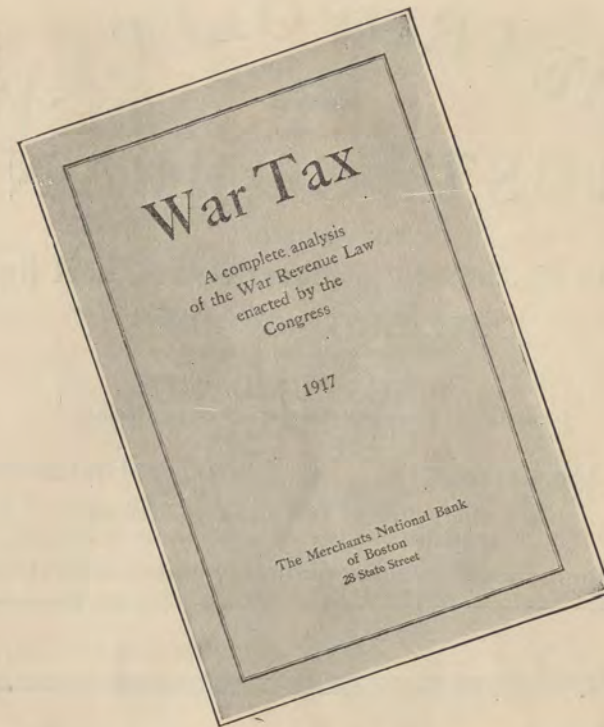 War Tax
A complete analysis
of the War Revenue Law
enacted by the
Congress
1917
The Merchants National Bank
of Boston
28 State Street